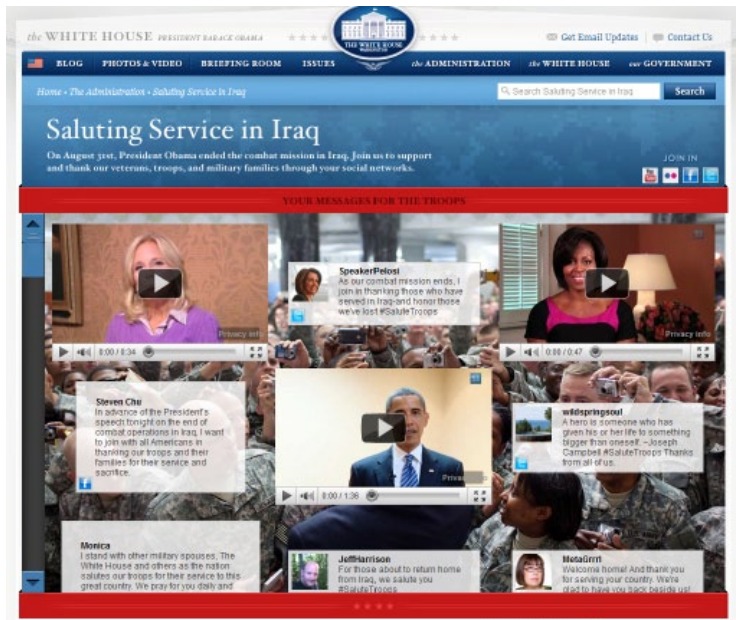 the WHITE HOUSE PRESIDENT BARACK OBAMA
THE WHITE HOUSE
WASHINGTON
Get Email Updates
Contact Us
BLOG PHOTOS & VIDEO BRIEFING ROOM ISSUES the ADMINISTRATION the WHITE HOUSE our GOVERNMENT
Home • The Administration • Saluting Service in Iraq
Search Saluting Service in Iraq
Search
Saluting Service in Iraq
On August 31st, President Obama ended the combat mission in Iraq. Join us to support
and thank our veterans, troops, and military families through your social networks.
JOIN IN
YOUR MESSAGES FOR THE TROOPS
Privacy info
0:00 / 0:34
SpeakerPelosi
As our combat mission ends, I
join in thanking those who have
served in Iraq-and honor those
we've lost #SaluteTroops
Privacy info
0:00 / 0:47
Steven Chu
In advance of the President's
speech tonight on the end of
combat operations in Iraq, I want
to join with all Americans in
thanking our troops and their
families for their service and
sacrifice.
Privacy
0:00 / 1:36
wildspringsoul
A hero is someone who has
given his or her life to something
bigger than oneself. ~Joseph
Campbell #SaluteTroops Thanks
from all of us.
Monica
I stand with other military spouses, The
White House and others as the nation
salutes our troops for their service to this
great country. We pray for you daily and
JeffHarrison
For those about to return home
from Iraq, we salute you
#SaluteTroops
MetaGrrrl
Welcome home! And thank you
for serving your country. We're
glad to have you back beside us!